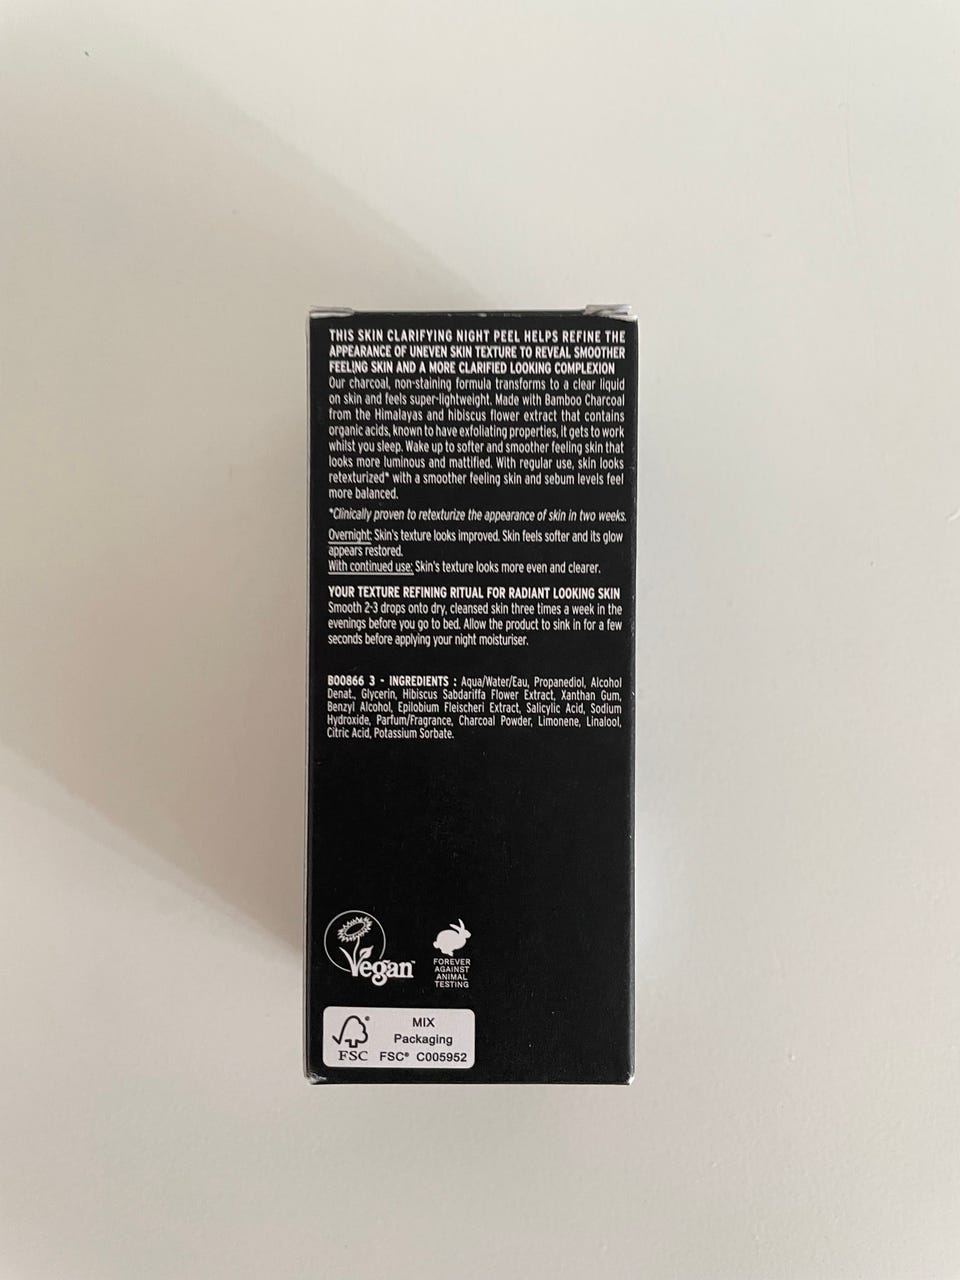 THIS SKIN CLARIFYING NIGHT PEEL HELPS REFINE THE
APPEARANCE OF UNEVEN SKIN TEXTURE TO REVEAL SMOOTHER
FEELING SKIN AND A MORE CLARIFIED LOOKING COMPLEXION
Our charcoal, non-staining formula transforms to a clear liquid
on skin and feels super-lightweight. Made with Bamboo Charcoal
from the Himalayas and hibiscus flower extract that contains
organic acids, known to have exfoliating properties, it gets to work
whilst you sleep. Wake up to softer and smoother feeling skin that
looks more luminous and mattified. With regular use, skin looks
retexturized* with a smoother feeling skin and sebum levels feel
more balanced.
*Clinically proven to retexturize the appearance of skin in two weeks.
Overnight: Skin's texture looks improved. Skin feels softer and its glow
appears restored.
With continued use: Skin's texture looks more even and clearer.
YOUR TEXTURE REFINING RITUAL FOR RADIANT LOOKING SKIN
Smooth 2-3 drops onto dry, cleansed skin three times a week in the
evenings before you go to bed. Allow the product to sink in for a few
seconds before applying your night moisturiser.
B00866 3 - INGREDIENTS : Aqua/Water/Eau, Propanediol, Alcohol
Denat., Glycerin, Hibiscus Sabdariffa Flower Extract, Xanthan Gum,
Benzyl Alcohol, Epilobium Fleischeri Extract, Salicylic Acid, Sodium
Hydroxide, Parfum/Fragrance, Charcoal Powder, Limonene, Linalool,
Citric Acid, Potassium Sorbate.
Vegan™
FOREVER
AGAINST
ANIMAL
TESTING
MIX
Packaging
FSC FSC® C005952